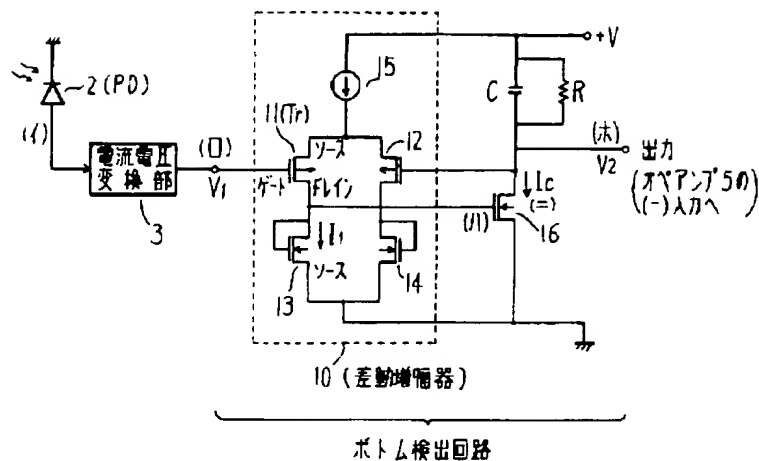 +V
15
C
R
2(PD)
(イ)
11(Tr)
ソース
12
(ロ)
V1
電流電圧
変換部
3
ゲート
ドレイン
(ホ)
V2
出力
(オペアンプ5の
(-)入力へ)
Ic
(ニ)
(ハ)
16
I1
13
ソース
14
10(差動増幅器)
ボトム検出回路